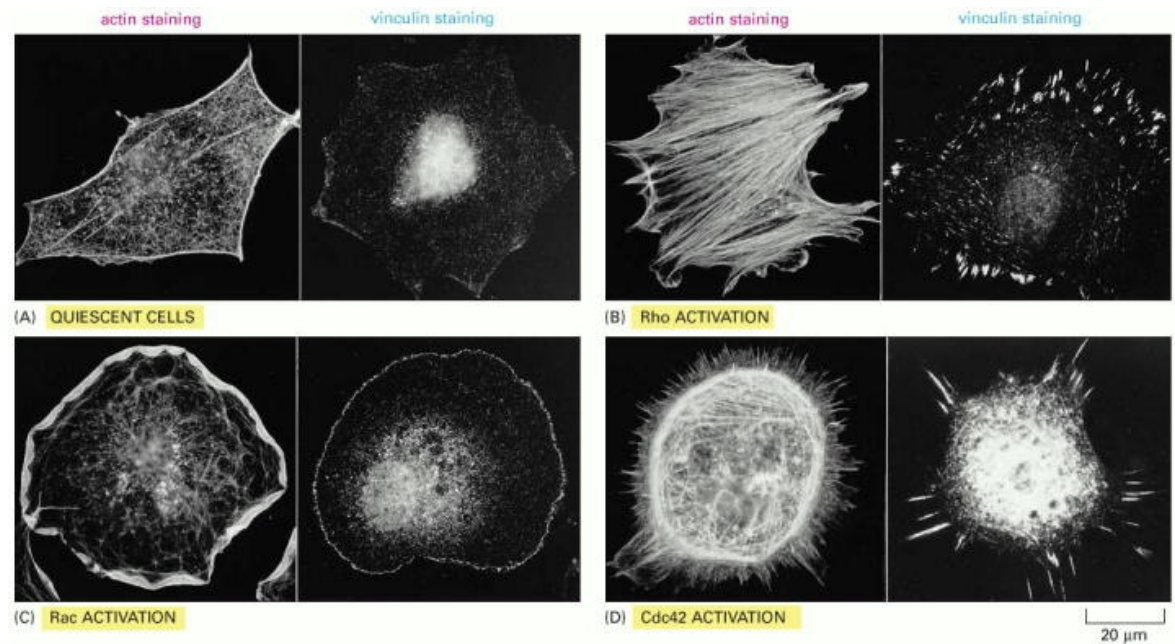 actin staining
vinculin staining
actin staining
vinculin staining
(A) QUIESCENT CELLS
(B) Rho ACTIVATION
(C) Rac ACTIVATION
(D) Cdc42 ACTIVATION
20 μm